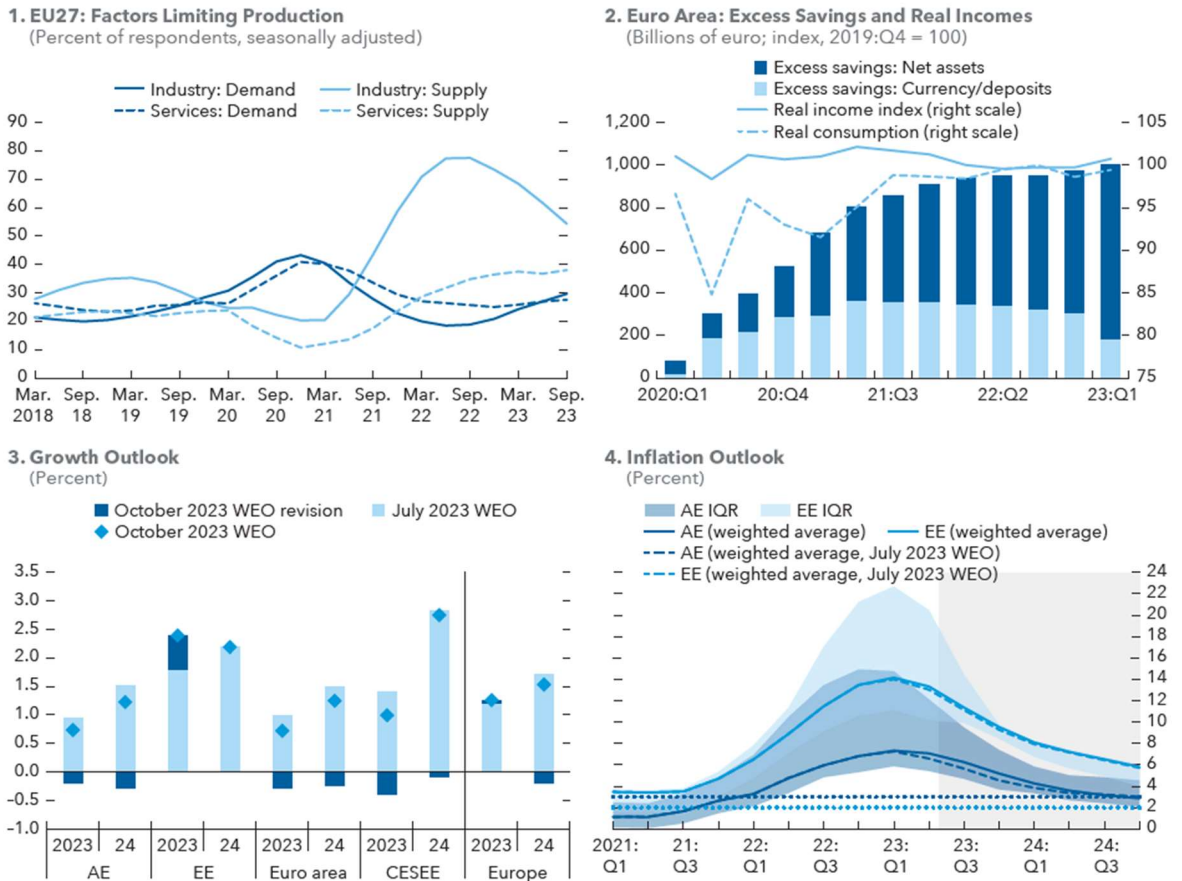 1. EU27: Factors Limiting Production
(Percent of respondents, seasonally adjusted)
Industry: Demand
Industry: Supply
Services: Demand
Services: Supply
90
80
70
60
50
40
30
20
10
0
Mar. Sep. Mar. Sep. Mar. Sep. Mar. Sep. Mar. Sep. Mar. Sep.
2018 18 19 19 20 20 21 21 22 22 23 23
2. Euro Area: Excess Savings and Real Incomes
(Billions of euro; index, 2019:Q4 = 100)
Excess savings: Net assets
Excess savings: Currency/deposits
Real income index (right scale)
Real consumption (right scale)
1,200
1,000
800
600
400
200
0
105
100
95
90
85
80
75
2020:Q1 20:Q4 21:Q3 22:Q2 23:Q1
3. Growth Outlook
(Percent)
October 2023 WEO revision
July 2023 WEO
October 2023 WEO
3.5
3.0
2.5
2.0
1.5
1.0
0.5
0.0
–0.5
–1.0
2023 24 2023 24 2023 24 2023 24 2023 24
AE EE Euro area CESEE Europe
4. Inflation Outlook
(Percent)
AE IQR
EE IQR
AE (weighted average)
EE (weighted average)
AE (weighted average, July 2023 WEO)
EE (weighted average, July 2023 WEO)
24
22
20
18
16
14
12
10
8
6
4
2
0
2021: 21: 22: 22: 23: 23: 24: 24:
Q1 Q3 Q1 Q3 Q1 Q3 Q1 Q3